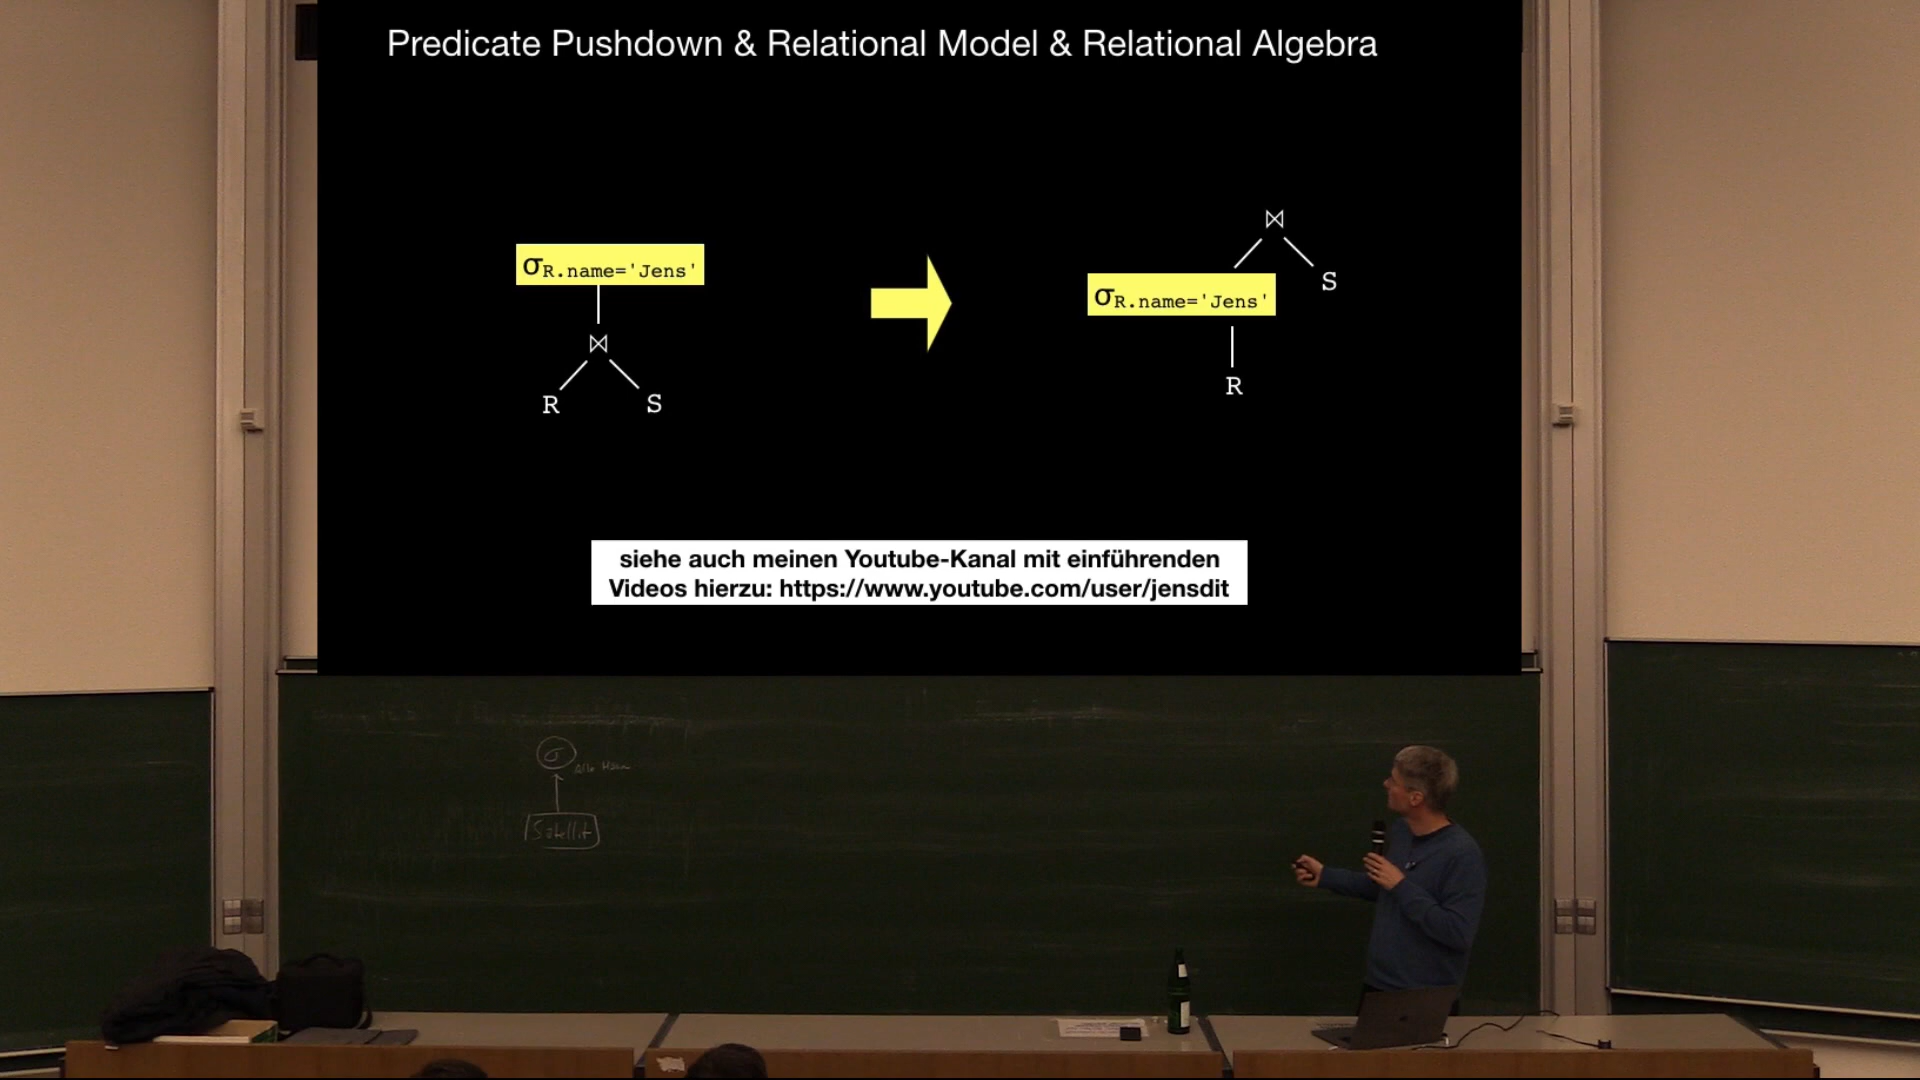 Predicate Pushdown & Relational Model & Relational Algebra
σR.name='Jens'
⋈
R S
⋈
S
σR.name='Jens'
R
siehe auch meinen Youtube-Kanal mit einführenden
Videos hierzu: https://www.youtube.com/user/jensdit
σ
Satellit